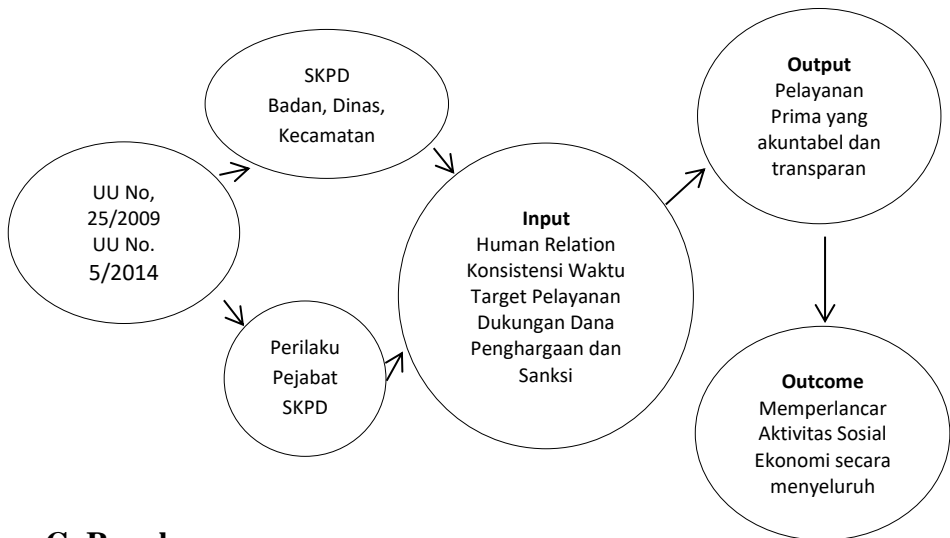 UU No,
25/2009
UU No.
5/2014
SKPD
Badan, Dinas,
Kecamatan
Perilaku
Pejabat
SKPD
Input
Human Relation
Konsistensi Waktu
Target Pelayanan
Dukungan Dana
Penghargaan dan
Sanksi
Output
Pelayanan
Prima yang
akuntabel dan
transparan
Outcome
Memperlancar
Aktivitas Sosial
Ekonomi secara
menyeluruh